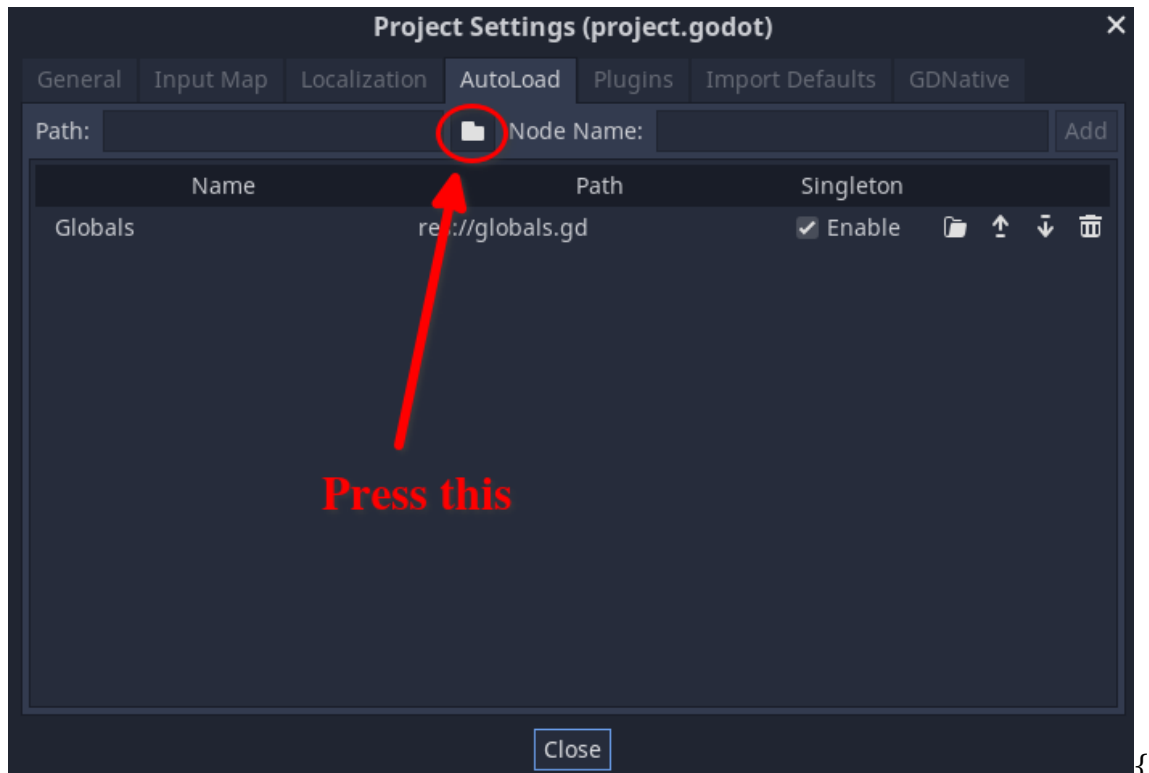 Project Settings (project.godot)
General Input Map Localization AutoLoad Plugins Import Defaults GDNative
Path: Node Name: Add
Name Path Singleton
Globals res://globals.gd Enable
Press this
Close
{